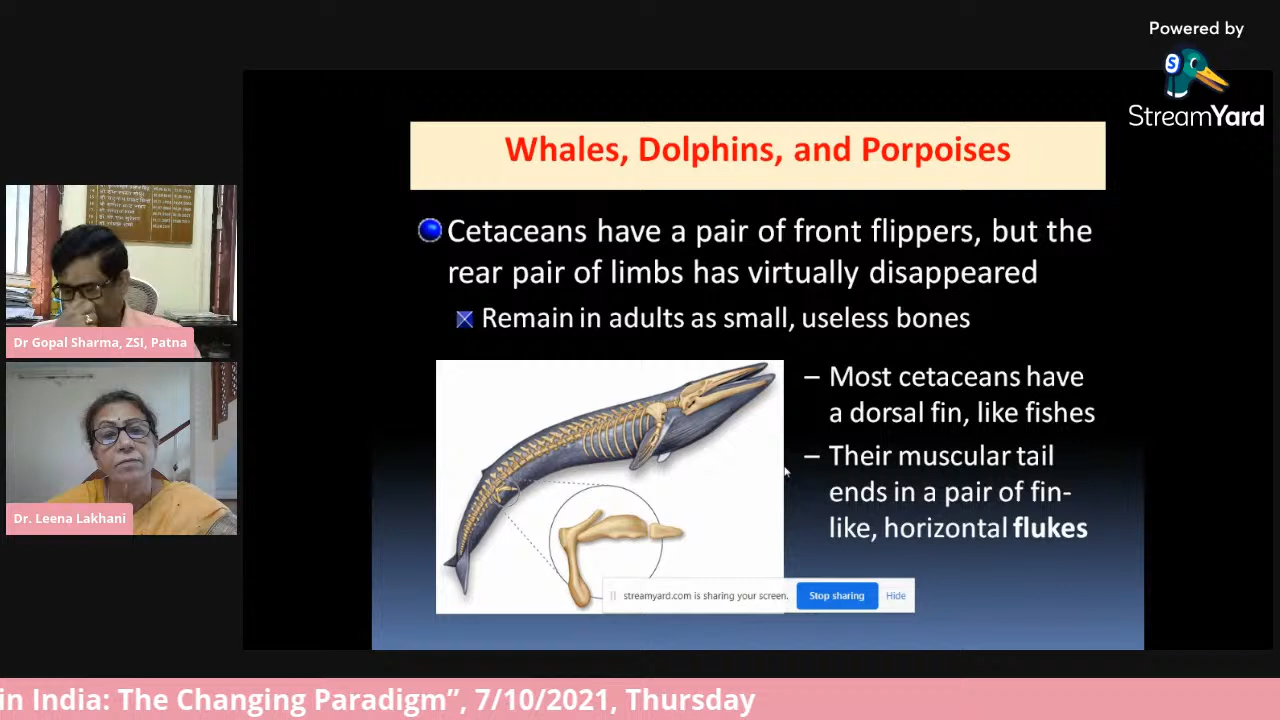 Powered by
StreamYard
Whales, Dolphins, and Porpoises
Cetaceans have a pair of front flippers, but the
rear pair of limbs has virtually disappeared
Remain in adults as small, useless bones
– Most cetaceans have
a dorsal fin, like fishes
– Their muscular tail
ends in a pair of fin-
like, horizontal flukes
streamyard.com is sharing your screen.
Stop sharing
Hide
Dr Gopal Sharma, ZSI, Patna
Dr. Leena Lakhani
in India: The Changing Paradigm”, 7/10/2021, Thursday